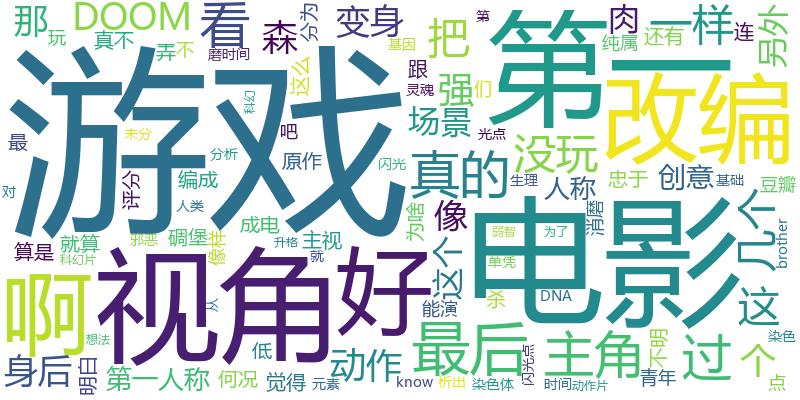 那 DOOM 看 森 分为 变身 把 第一 肉 一样 连 另外
玩 真不 弄 不 磨时间 基因 第 纯属 还有
游戏 这么 跟 强 们 改编
最 科幻 灵魂 场景 光点 没玩
未分 吧 真的 创意 豆瓣
对 评分 编成 分析 原作 闪光 生理 人称 忠于 基础
人类 为啥 像 消磨 几个
算是 邪恶 像样 成电 弱智 电影 brother
就算 碉堡 升格 主视 这个 单凭 为了 这
啊 视角 好 就 能演 杀 DNA
从 低 最后 主角 不明 过 个 染色
想法
身后 明白 第一人称 何况 觉得 元素 动作 know 析出 染色体 闪光点 时间 动作片 青年 点
科幻片